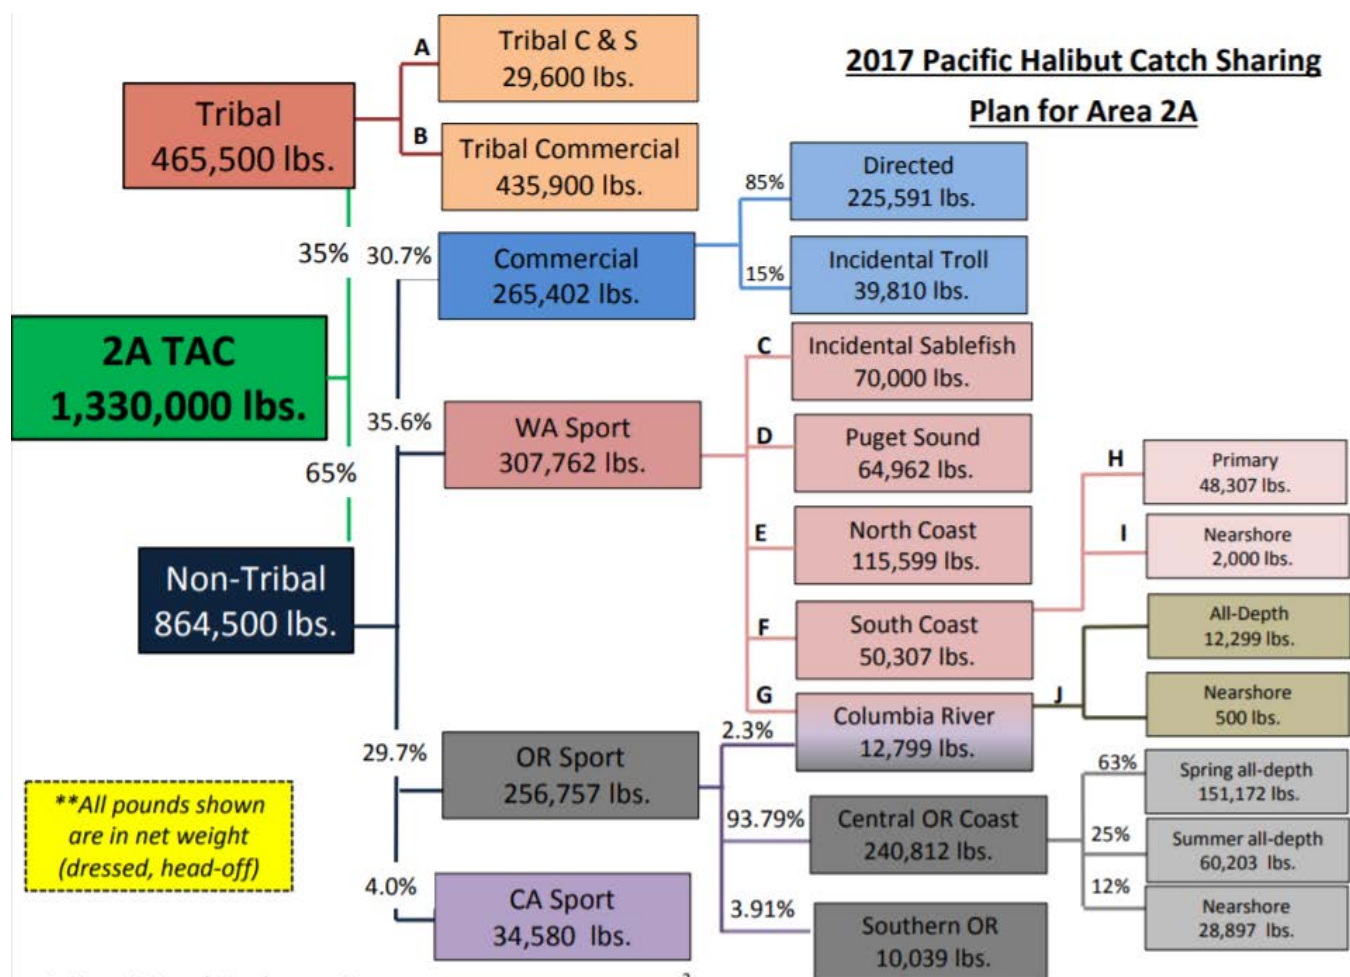 2017 Pacific Halibut Catch Sharing
Plan for Area 2A
A
Tribal C & S
29,600 lbs.
Tribal
465,500 lbs.
B
Tribal Commercial
435,900 lbs.
85%
Directed
225,591 lbs.
35%
30.7%
Commercial
265,402 lbs.
15%
Incidental Troll
39,810 lbs.
2A TAC
1,330,000 lbs.
C
Incidental Sablefish
70,000 lbs.
35.6%
WA Sport
307,762 lbs.
D
Puget Sound
64,962 lbs.
65%
H
Primary
48,307 lbs.
E
North Coast
115,599 lbs.
I
Nearshore
2,000 lbs.
Non-Tribal
864,500 lbs.
F
South Coast
50,307 lbs.
All-Depth
12,299 lbs.
G
Columbia River
12,799 lbs.
J
Nearshore
500 lbs.
2.3%
29.7%
OR Sport
256,757 lbs.
63%
Spring all-depth
151,172 lbs.
**All pounds shown
are in net weight
(dressed, head-off)
93.79%
Central OR Coast
240,812 lbs.
25%
Summer all-depth
60,203 lbs.
4.0%
CA Sport
34,580 lbs.
12%
Nearshore
28,897 lbs.
3.91%
Southern OR
10,039 lbs.